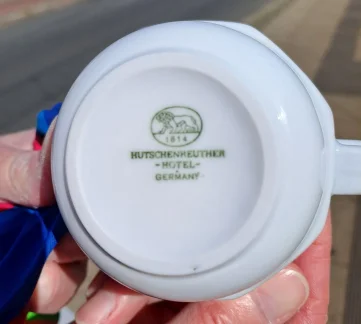 1814
HUTSCHENREUTHER
-HOTEL-
GERMANY